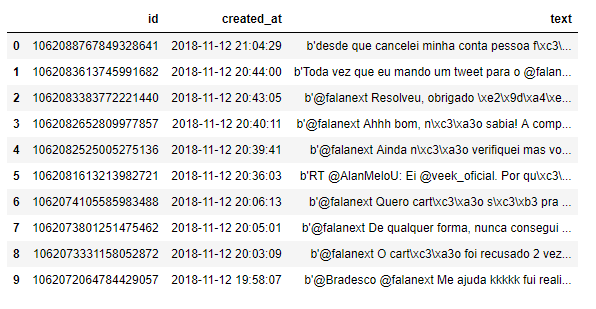 id created_at text
0 1062088767849328641 2018-11-12 21:04:29 b'desde que cancelei minha conta pessoa f\xc3\...
1 1062083613745991682 2018-11-12 20:44:00 b'Toda vez que eu mando um tweet para o @falan...
2 1062083383772221440 2018-11-12 20:43:05 b'@falanext Resolveu, obrigado \xe2\x9d\xa4\xe...
3 1062082652809977857 2018-11-12 20:40:11 b'@falanext Ahhh bom, n\xc3\xa3o sabia! A comp...
4 1062082525005275136 2018-11-12 20:39:41 b'@falanext Ainda n\xc3\xa3o verifiquei mas vo...
5 1062081613213982721 2018-11-12 20:36:03 b'RT @AlanMeloU: Ei @veek_oficial. Por qu\xc3\...
6 1062074105585983488 2018-11-12 20:06:13 b'@falanext Quero cart\xc3\xa3o s\xc3\xb3 pra ...
7 1062073801251475462 2018-11-12 20:05:01 b'@falanext De qualquer forma, nunca consegui ...
8 1062073331158052872 2018-11-12 20:03:09 b'@falanext O cart\xc3\xa3o foi recusado 2 vez...
9 1062072064784429057 2018-11-12 19:58:07 b'@Bradesco @falanext Me ajuda kkkkk fui reali...